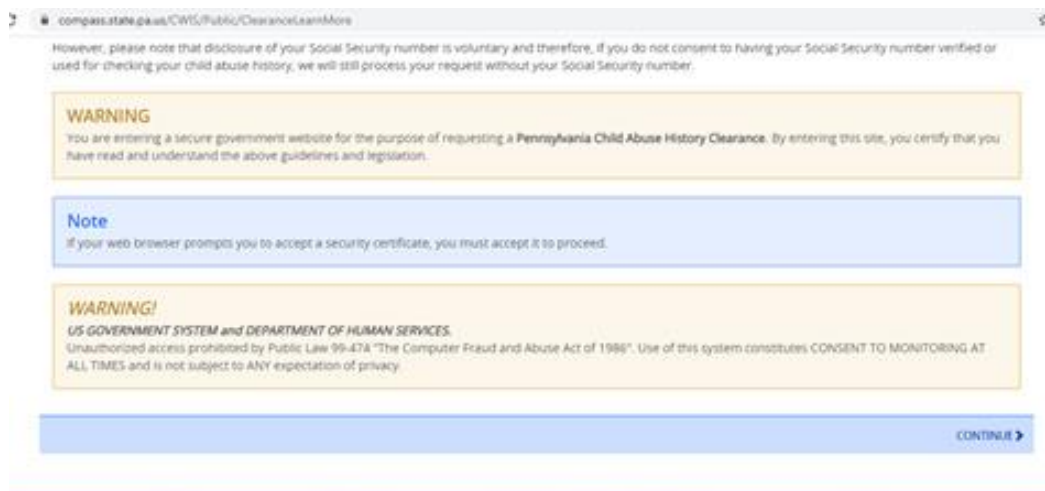 compass.state.pa.us/CWIS/Public/ClearanceLearnMore
However, please note that disclosure of your Social Security number is voluntary and therefore, if you do not consent to having your Social Security number verified or
used for checking your child abuse history, we will still process your request without your Social Security number.
WARNING
You are entering a secure government website for the purpose of requesting a Pennsylvania Child Abuse History Clearance. By entering this site, you certify that you
have read and understand the above guidelines and legislation.
Note
If your web browser prompts you to accept a security certificate, you must accept it to proceed.
WARNING!
US GOVERNMENT SYSTEM and DEPARTMENT OF HUMAN SERVICES.
Unauthorized access prohibited by Public Law 99-474 "The Computer Fraud and Abuse Act of 1986". Use of this system constitutes CONSENT TO MONITORING AT
ALL TIMES and is not subject to ANY expectation of privacy.
CONTINUE